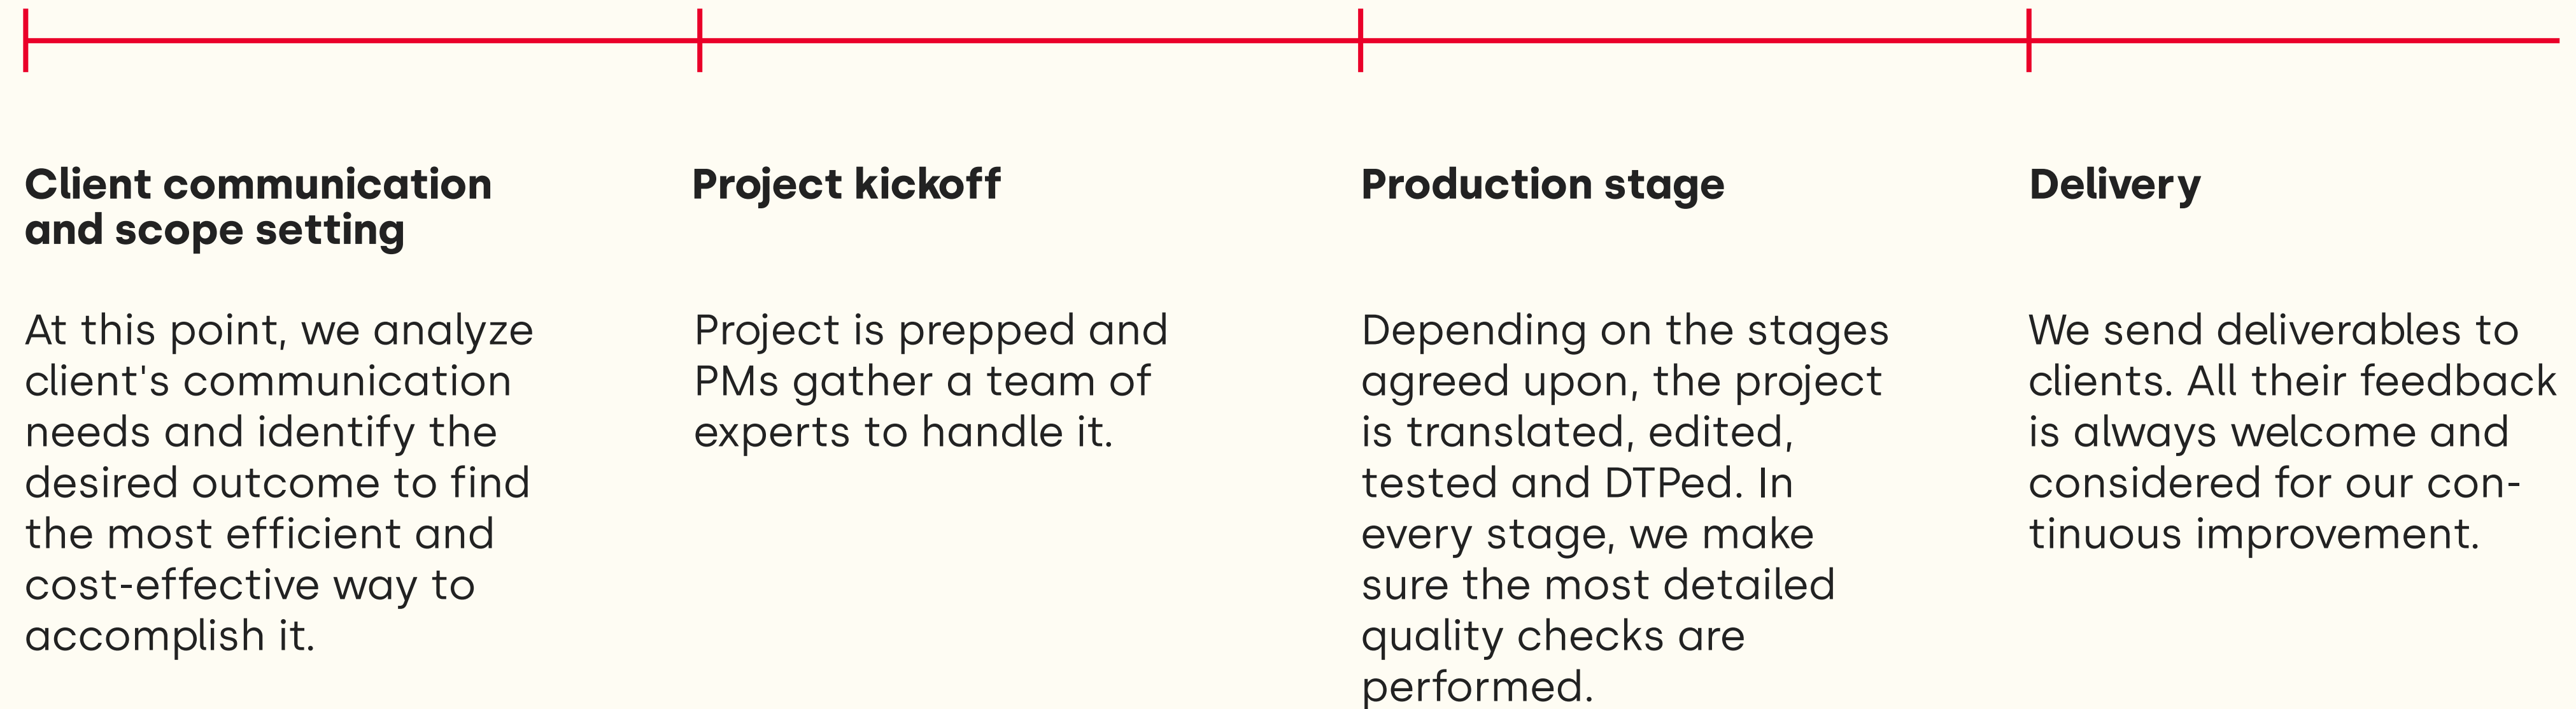 Client communication
and scope setting
At this point, we analyze
client's communication
needs and identify the
desired outcome to find
the most efficient and
cost-effective way to
accomplish it.
Project kickoff
Project is prepped and
PMs gather a team of
experts to handle it.
Production stage
Depending on the stages
agreed upon, the project
is translated, edited,
tested and DTPed. In
every stage, we make
sure the most detailed
quality checks are
performed.
Delivery
We send deliverables to
clients. All their feedback
is always welcome and
considered for our con-
tinuous improvement.